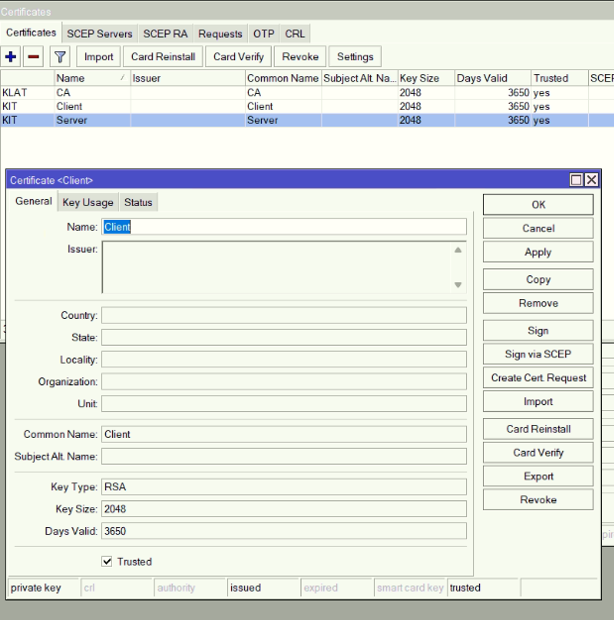 Certificates
Certificates SCEP Servers SCEP RA Requests OTP CRL
Import Card Reinstall Card Verify Revoke Settings
Name / Issuer Common Name Subject Alt. Na... Key Size Days Valid Trusted SCEP
KLAT CA CA 2048 3650 yes
KIT Client Client 2048 3650 yes
KIT Server Server 2048 3650 yes
Certificate <Client>
General Key Usage Status
Name: Client
Issuer:
Country:
State:
Locality:
Organization:
Unit:
Common Name: Client
Subject Alt. Name:
Key Type: RSA
Key Size: 2048
Days Valid: 3650
Trusted
OK
Cancel
Apply
Copy
Remove
Sign
Sign via SCEP
Create Cert. Request
Import
Card Reinstall
Card Verify
Export
Revoke
private key crl authority issued expired smart card key trusted